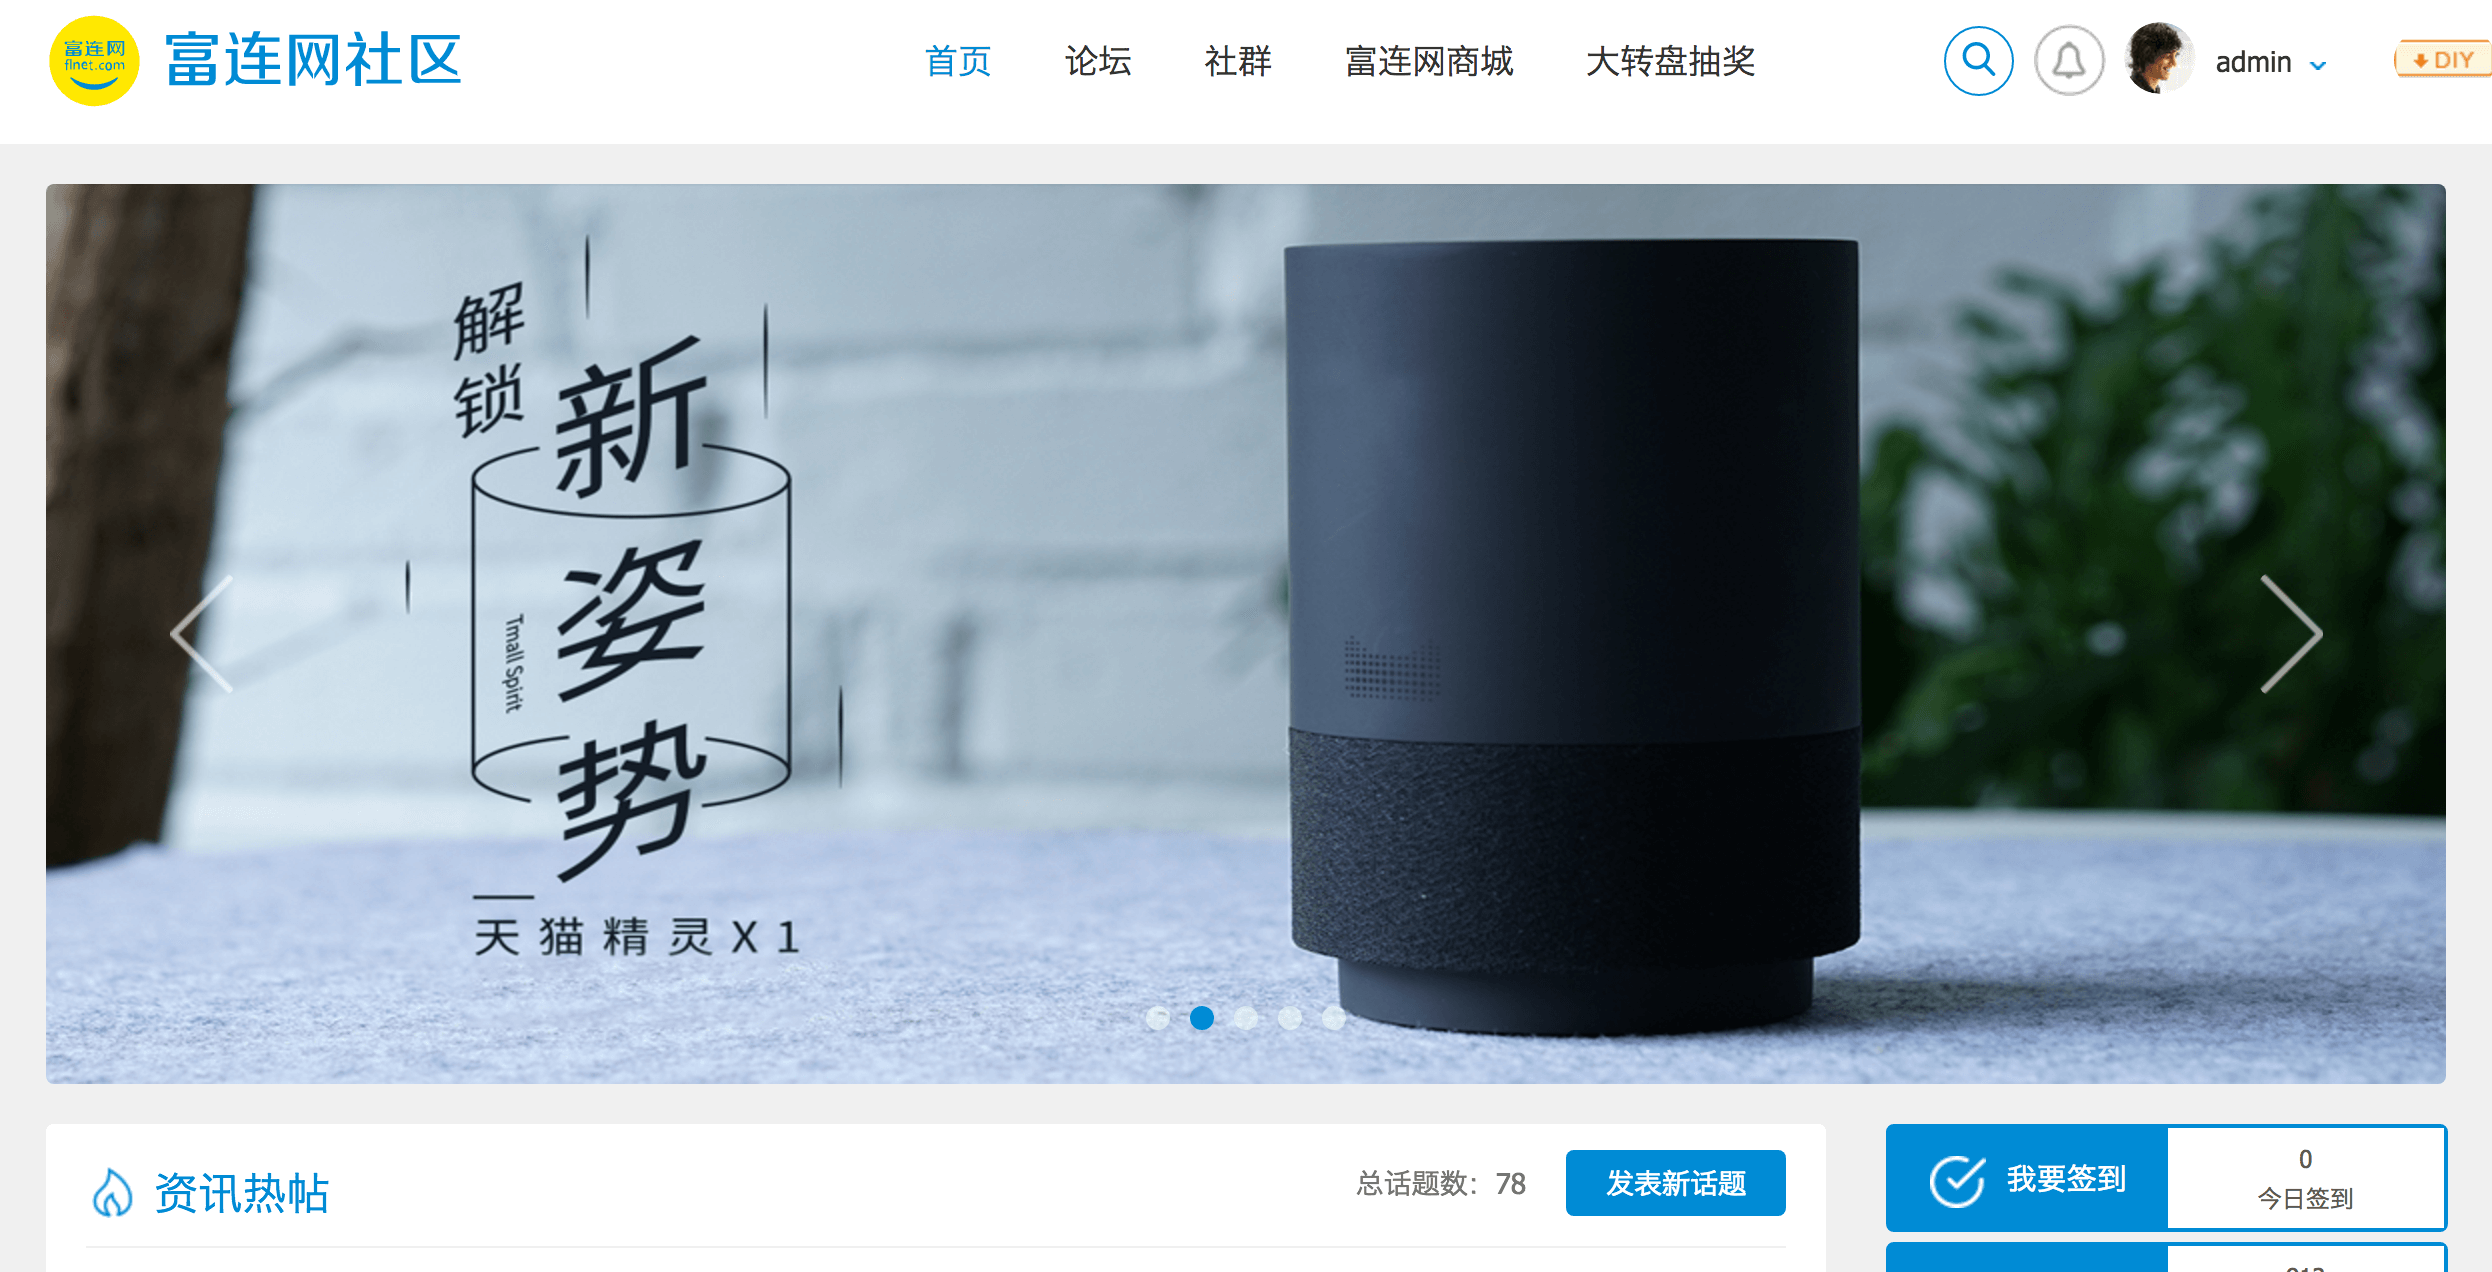 富连网
flnet.com
富连网社区
首页
论坛
社群
富连网商城
大转盘抽奖
admin
DIY
解锁
新姿势
Tmall Spirit
天猫精灵X1
资讯热帖
总话题数：78
发表新话题
我要签到
0
今日签到